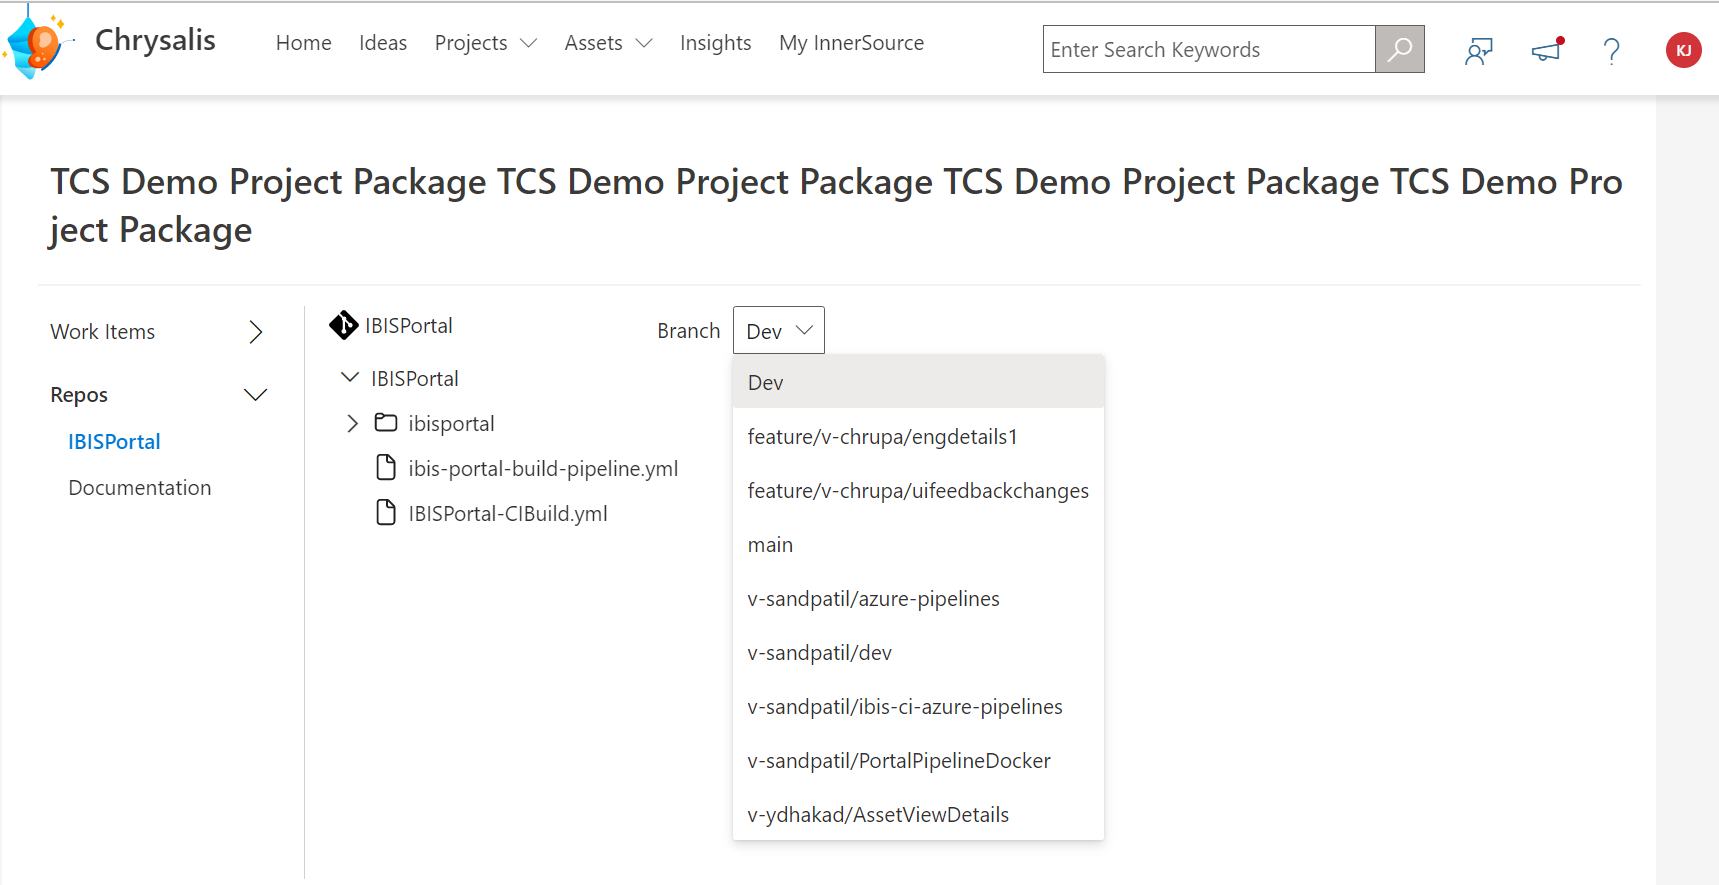 Chrysalis
Home Ideas Projects Assets Insights My InnerSource
Enter Search Keywords
KJ
TCS Demo Project Package TCS Demo Project Package TCS Demo Project Package TCS Demo Pro
ject Package
Work Items
Repos
IBISPortal
Documentation
IBISPortal
IBISPortal
ibisportal
ibis-portal-build-pipeline.yml
IBISPortal-CIBuild.yml
Branch Dev
Dev
feature/v-chrupa/engdetails1
feature/v-chrupa/uifeedbackchanges
main
v-sandpatil/azure-pipelines
v-sandpatil/dev
v-sandpatil/ibis-ci-azure-pipelines
v-sandpatil/PortalPipelineDocker
v-ydhakad/AssetViewDetails